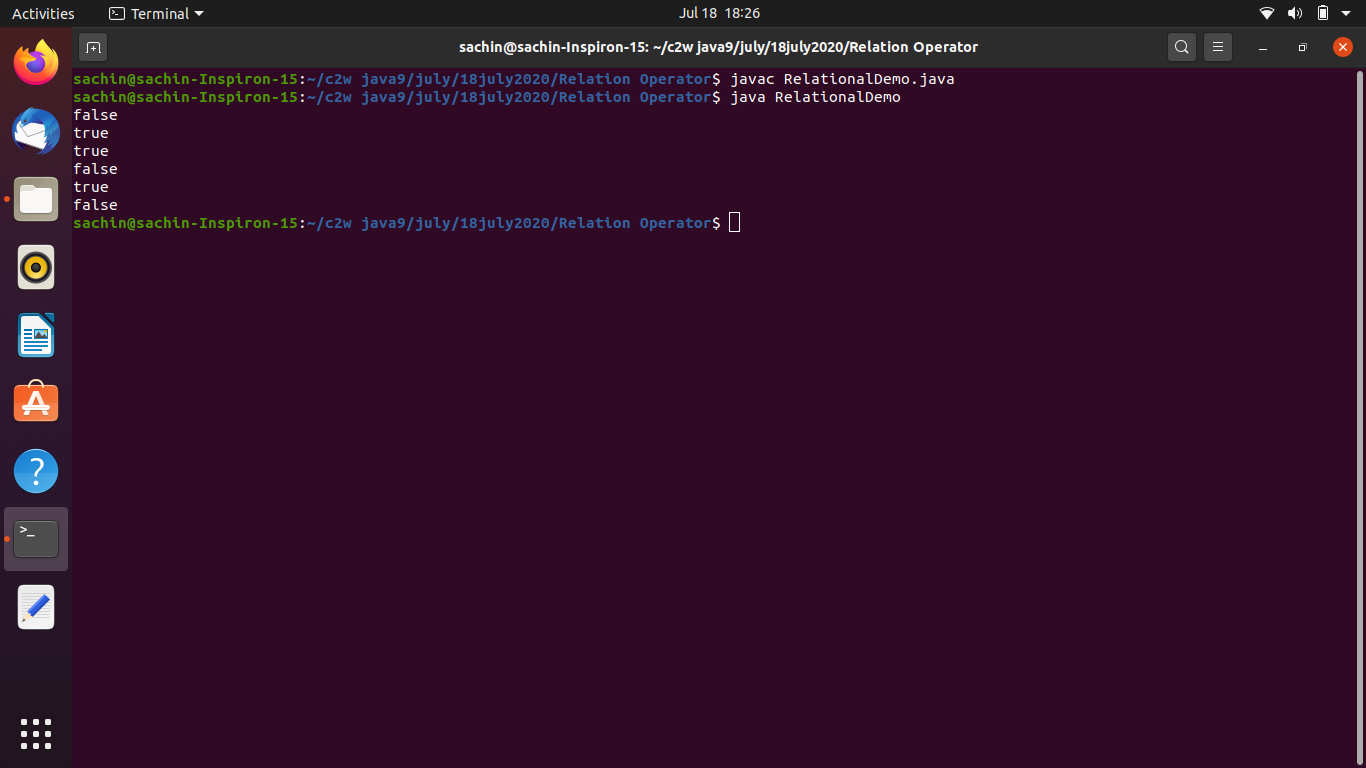 Activities
Terminal
Jul 18 18:26
sachin@sachin-Inspiron-15: ~/c2w java9/july/18july2020/Relation Operator
sachin@sachin-Inspiron-15:~/c2w java9/july/18july2020/Relation Operator$ javac RelationalDemo.java
sachin@sachin-Inspiron-15:~/c2w java9/july/18july2020/Relation Operator$ java RelationalDemo
false
true
true
false
true
false
sachin@sachin-Inspiron-15:~/c2w java9/july/18july2020/Relation Operator$